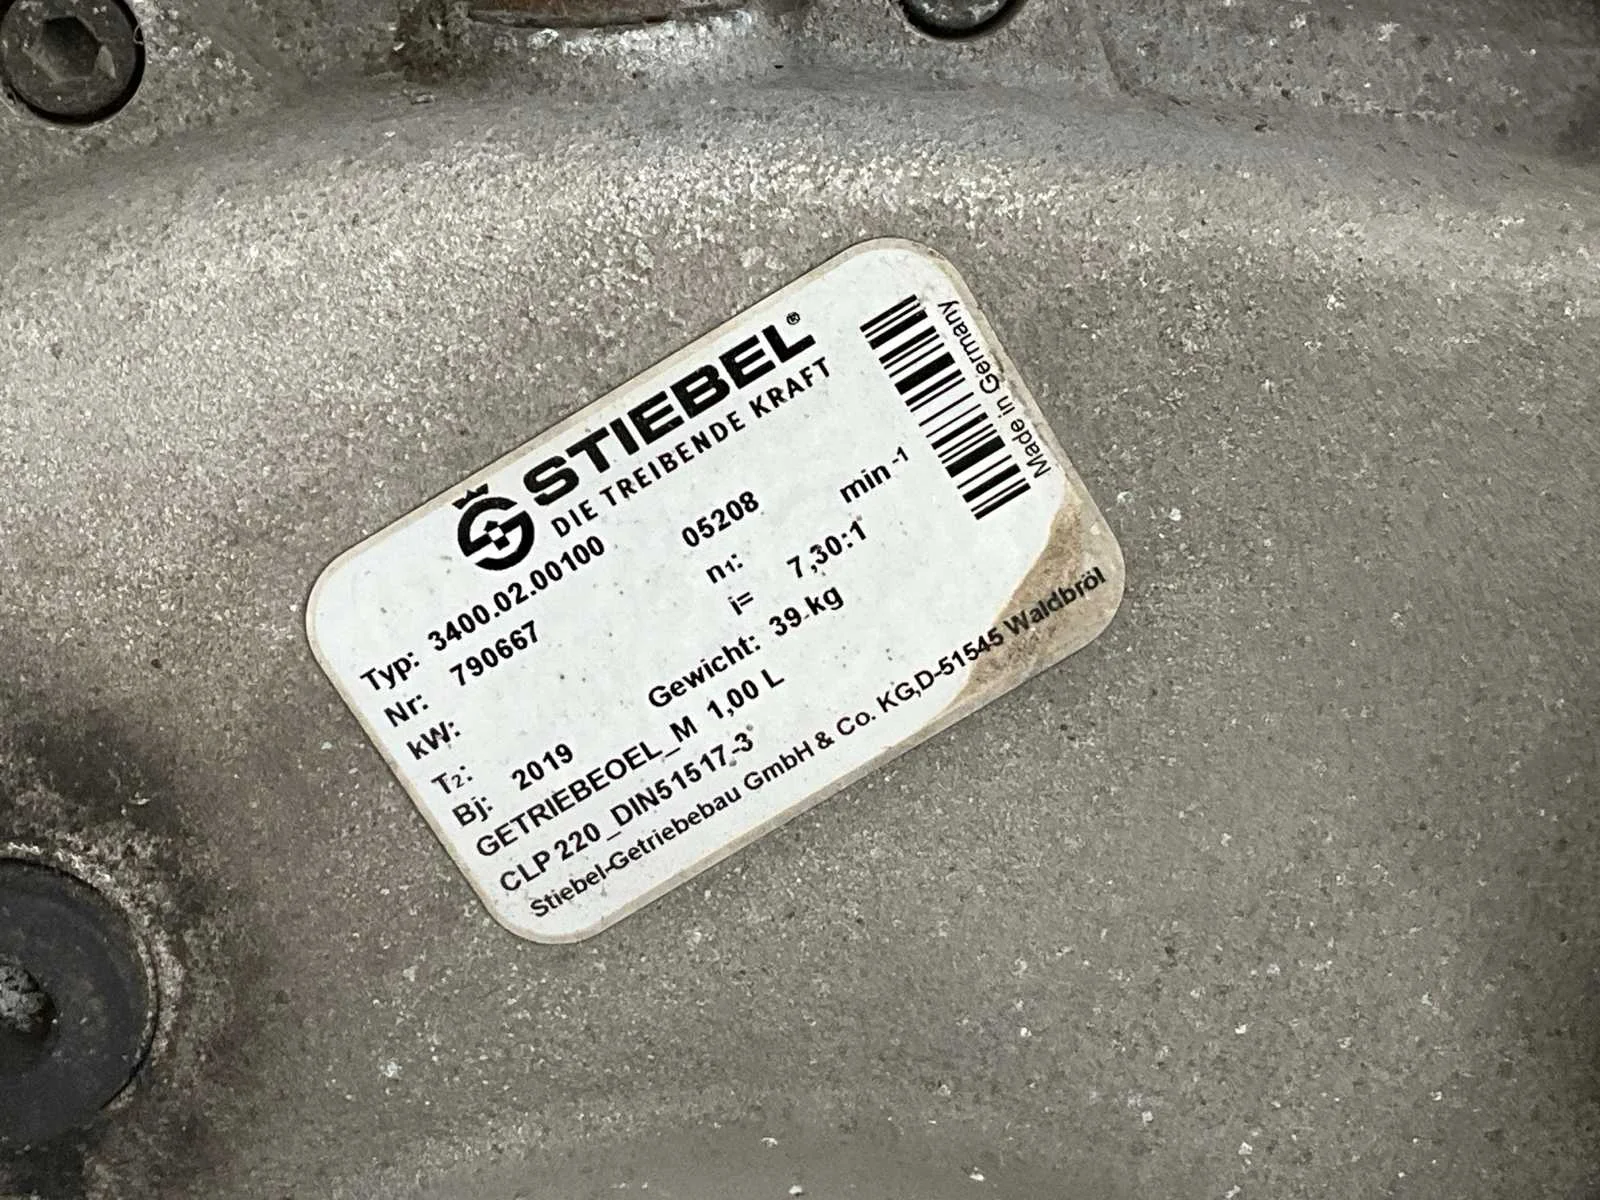 STIEBEL®
DIE TREIBENDE KRAFT
Typ: 3400.02.00100 05208
Nr: 790667 n1: min-1
kW: i= 7,30:1
T2: Gewicht: 39 kg
Bj: 2019
GETRIEBEOEL_M 1,00 L
CLP 220_DIN51517-3
Stiebel-Getriebebau GmbH & Co. KG,D-51545 Waldbröl
Made in Germany